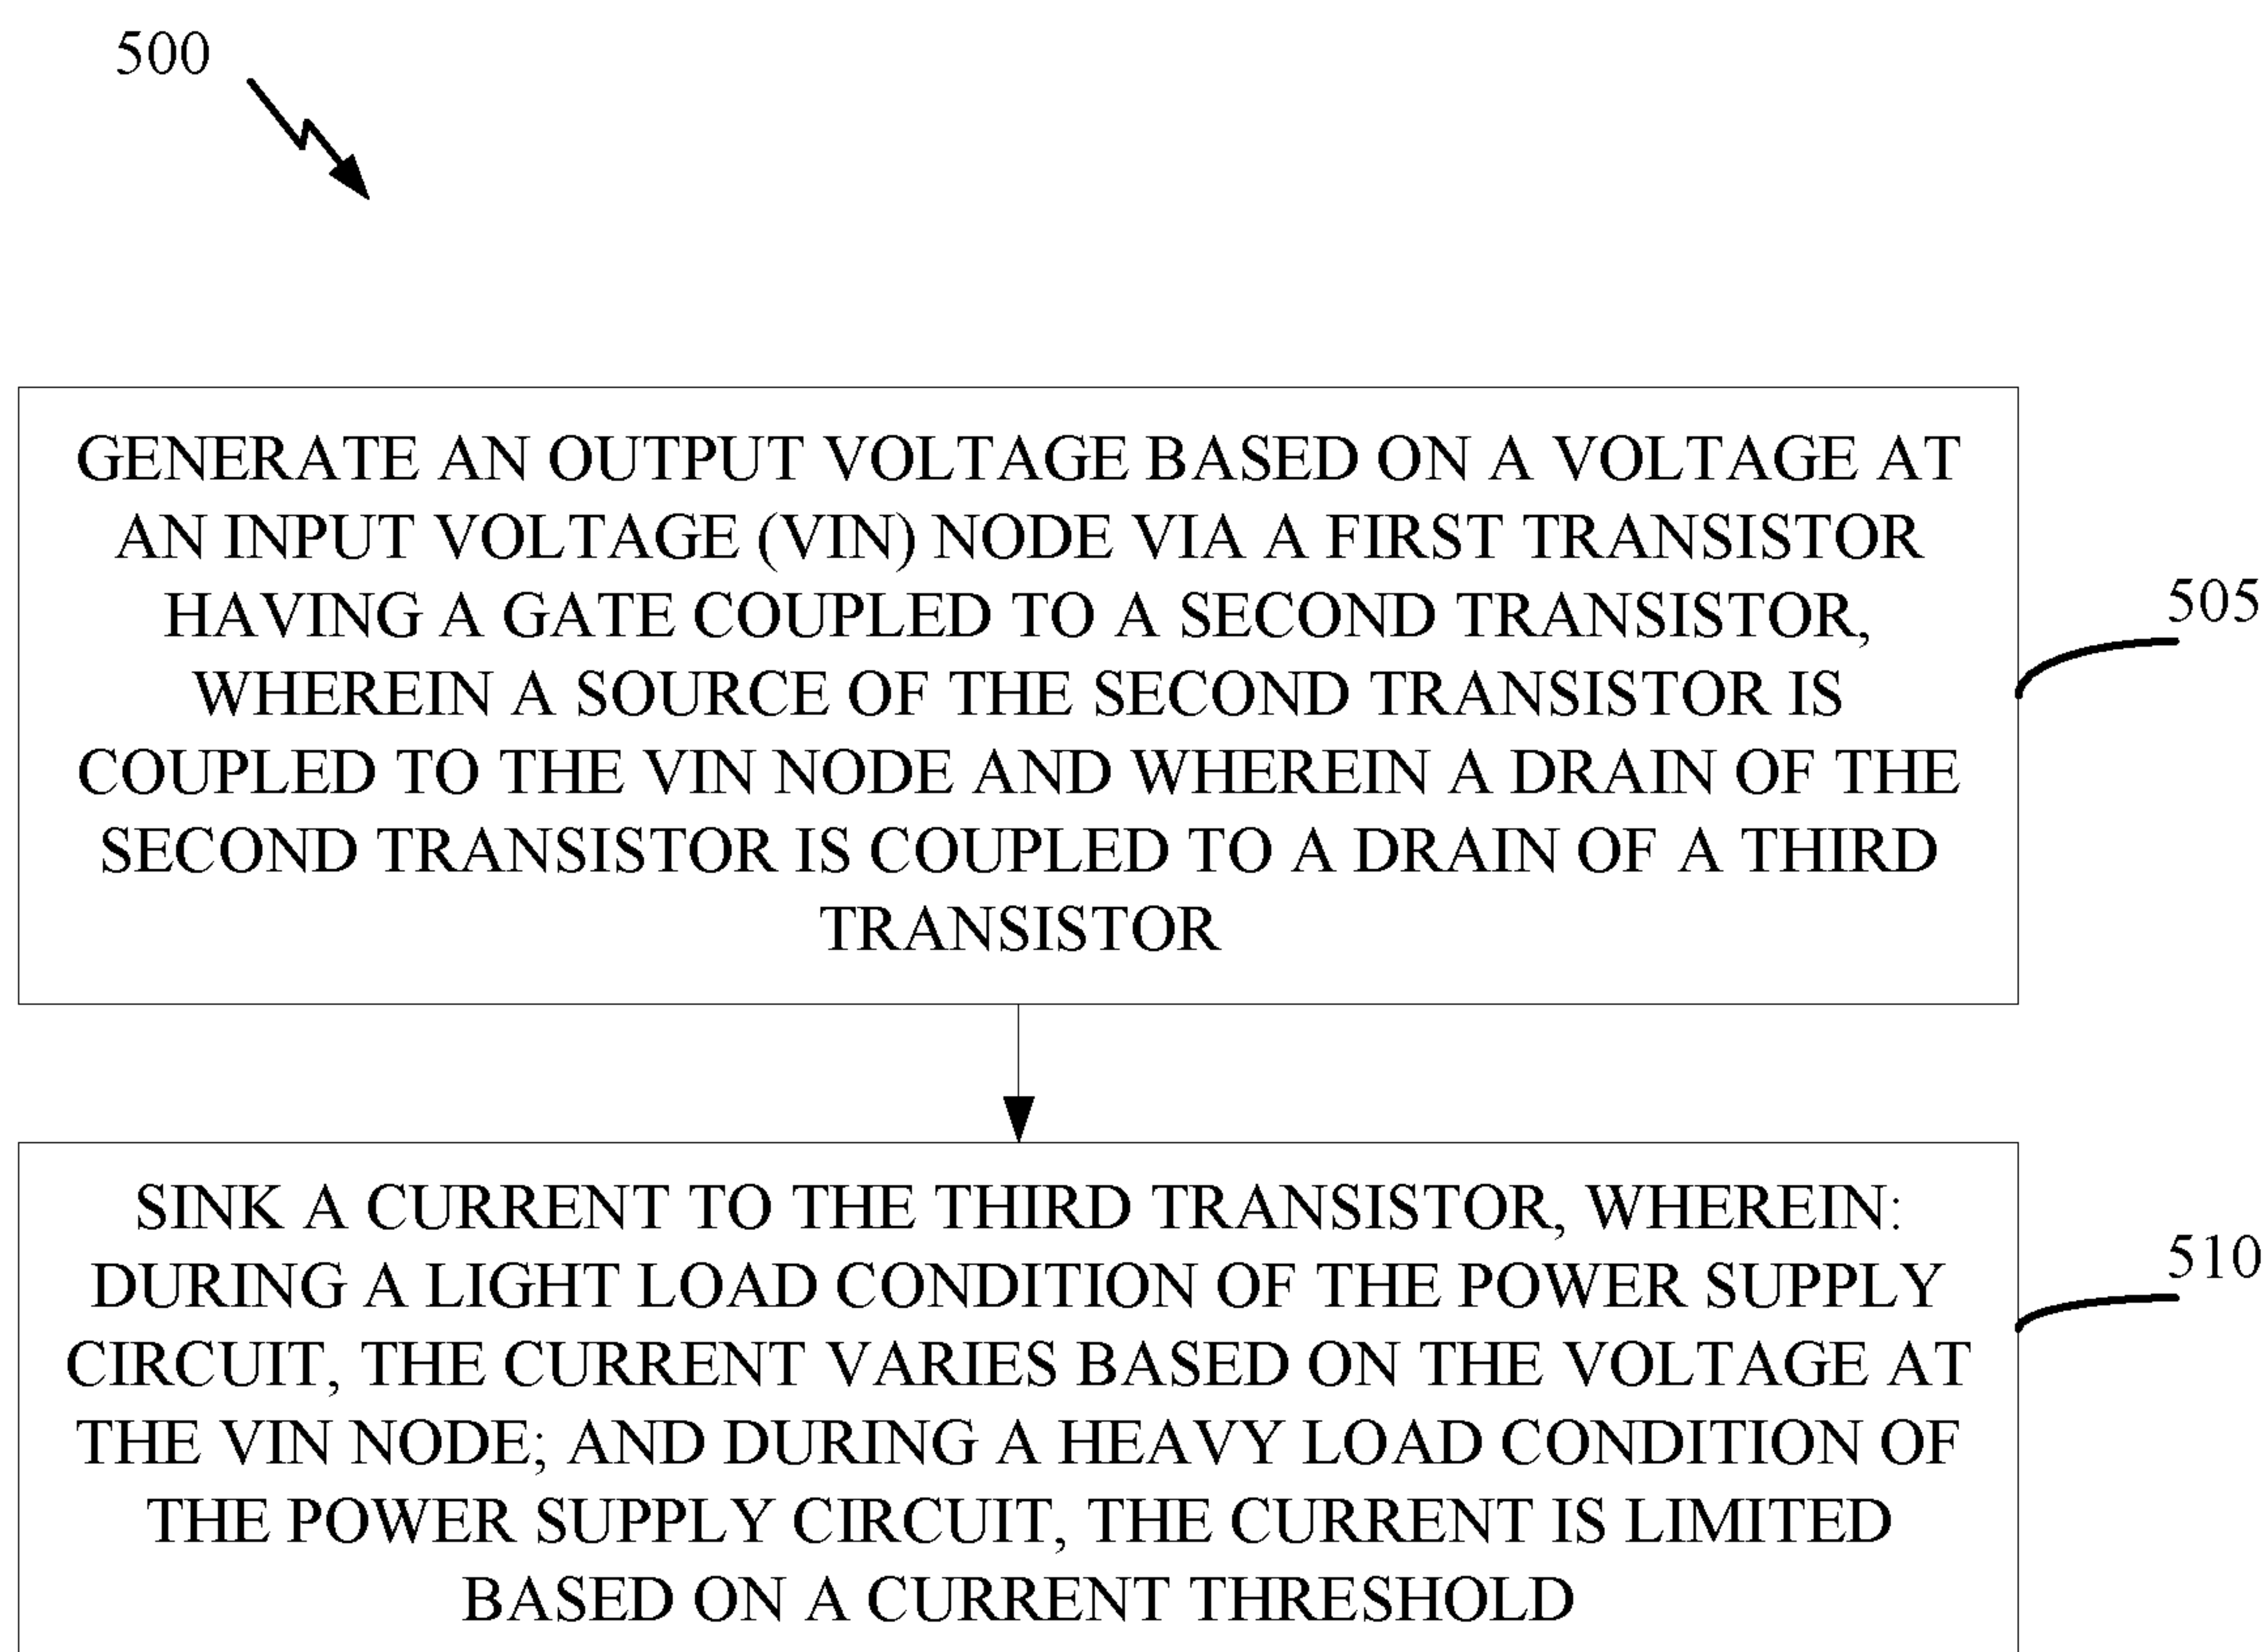 500
GENERATE AN OUTPUT VOLTAGE BASED ON A VOLTAGE AT
AN INPUT VOLTAGE (VIN) NODE VIA A FIRST TRANSISTOR
HAVING A GATE COUPLED TO A SECOND TRANSISTOR,
WHEREIN A SOURCE OF THE SECOND TRANSISTOR IS
COUPLED TO THE VIN NODE AND WHEREIN A DRAIN OF THE
SECOND TRANSISTOR IS COUPLED TO A DRAIN OF A THIRD
TRANSISTOR
505
SINK A CURRENT TO THE THIRD TRANSISTOR, WHEREIN:
DURING A LIGHT LOAD CONDITION OF THE POWER SUPPLY
CIRCUIT, THE CURRENT VARIES BASED ON THE VOLTAGE AT
THE VIN NODE; AND DURING A HEAVY LOAD CONDITION OF
THE POWER SUPPLY CIRCUIT, THE CURRENT IS LIMITED
BASED ON A CURRENT THRESHOLD
510